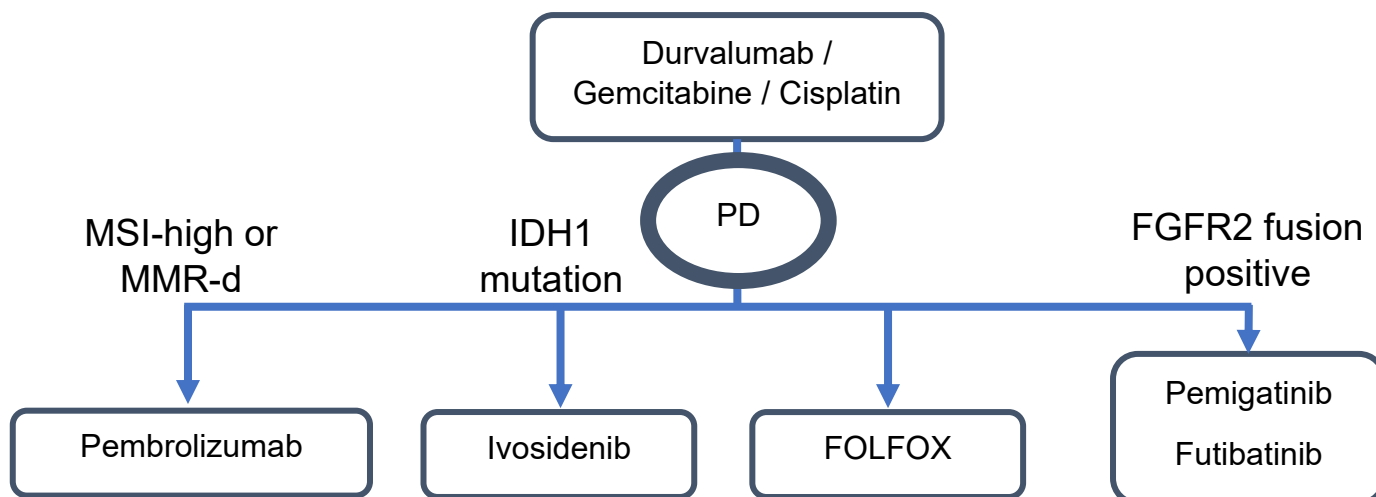 Durvalumab /
Gemcitabine / Cisplatin
PD
MSI-high or
MMR-d
IDH1
mutation
FGFR2 fusion
positive
Pembrolizumab
Ivosidenib
FOLFOX
Pemigatinib
Futibatinib